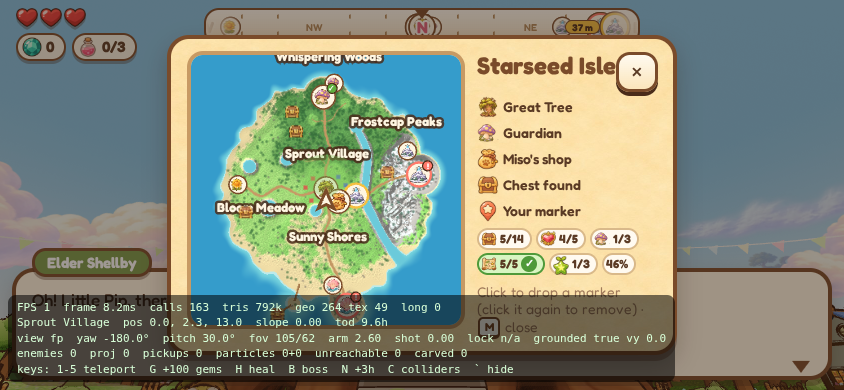 NW
N
NE
37 m
0
0/3
Whispering Woods
Frostcap Peaks
Sprout Village
Meadow
Sunny Shores
Starseed Isle
×
Great Tree
Guardian
Miso's shop
Chest found
Your marker
5/14
4/5
1/3
5/5
1/3
46%
Click to drop a marker
(click it again to remove) ·
M close
Elder Shellby
Oh! Little Pip, ther
FPS 1 frame 8.2ms calls 163 tris 792k geo 264 tex 49 long 0
Sprout Village pos 0.0, 2.3, 13.0 slope 0.00 tod 9.6h
view fp yaw -180.0° pitch 30.0° fov 105/62 arm 2.60 shot 0.00 lock n/a grounded true vy 0.0
enemies 0 proj 0 pickups 0 particles 0+0 unreachable 0 carved 0
keys: 1-5 teleport G +100 gems H heal B boss N +3h C colliders ` hide